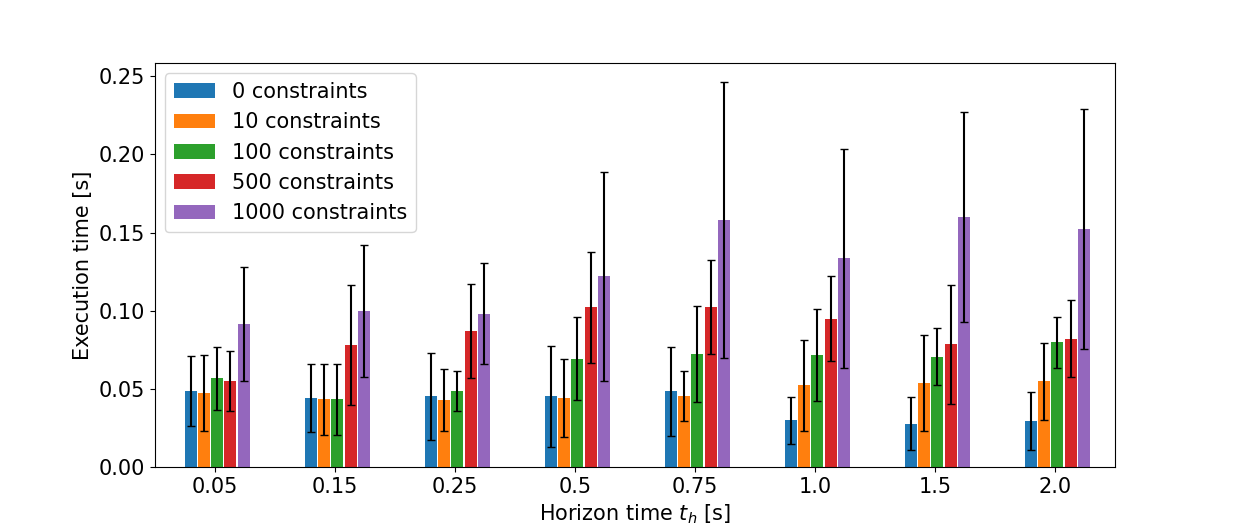 0.25
0.20
0.15
0.10
0.05
0.00
Execution time [s]
0 constraints
10 constraints
100 constraints
500 constraints
1000 constraints
0.05 0.15 0.25 0.5 0.75 1.0 1.5 2.0
Horizon time t_h [s]